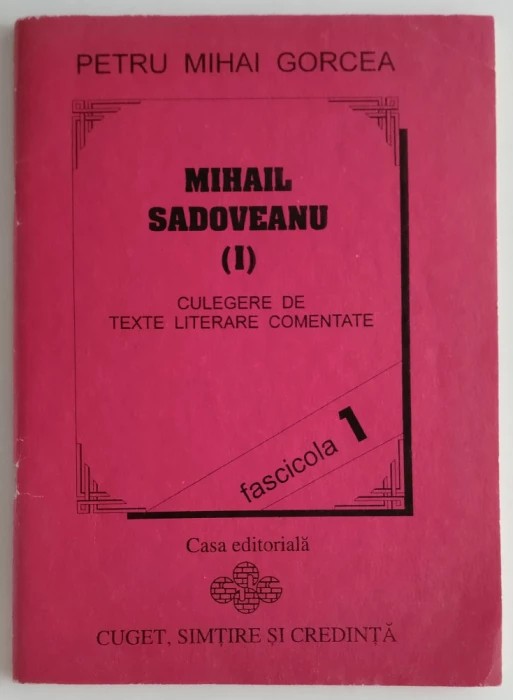 PETRU MIHAI GORCEA
MIHAIL
SADOVEANU
(I)
CULEGERE DE
TEXTE LITERARE COMENTATE
fascicola 1
Casa editorială
CUGET, SIMȚIRE ȘI CREDINȚĂ